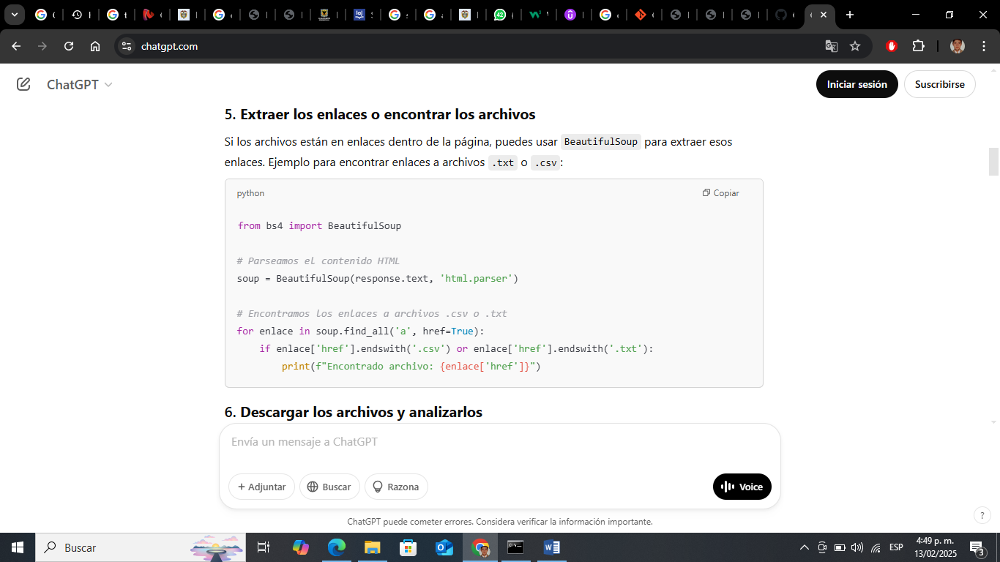 chatgpt.com
ChatGPT
Iniciar sesión
Suscribirse
5. Extraer los enlaces o encontrar los archivos
Si los archivos están en enlaces dentro de la página, puedes usar BeautifulSoup para extraer esos
enlaces. Ejemplo para encontrar enlaces a archivos .txt o .csv:
python
Copiar
from bs4 import BeautifulSoup
# Parseamos el contenido HTML
soup = BeautifulSoup(response.text, 'html.parser')
# Encontramos los enlaces a archivos .csv o .txt
for enlace in soup.find_all('a', href=True):
    if enlace['href'].endswith('.csv') or enlace['href'].endswith('.txt'):
        print(f"Encontrado archivo: {enlace['href']}")
6. Descargar los archivos y analizarlos
Envía un mensaje a ChatGPT
+ Adjuntar
Buscar
Razona
Voice
ChatGPT puede cometer errores. Considera verificar la información importante.
?
Buscar
ESP
4:49 p. m.
13/02/2025
3